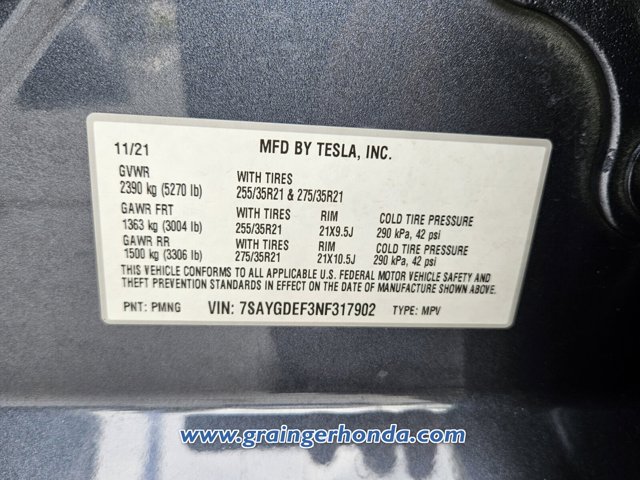 11/21 MFD BY TESLA, INC.
GVWR WITH TIRES
2390 kg (5270 lb) 255/35R21 & 275/35R21
GAWR FRT WITH TIRES RIM COLD TIRE PRESSURE
1363 kg (3004 lb) 255/35R21 21X9.5J 290 kPa, 42 psi
GAWR RR WITH TIRES RIM COLD TIRE PRESSURE
1500 kg (3306 lb) 275/35R21 21X10.5J 290 kPa, 42 psi
THIS VEHICLE CONFORMS TO ALL APPLICABLE U.S. FEDERAL MOTOR VEHICLE SAFETY AND
THEFT PREVENTION STANDARDS IN EFFECT ON THE DATE OF MANUFACTURE SHOWN ABOVE.
PNT: PMNG VIN: 7SAYGDEF3NF317902 TYPE: MPV
www.graingerhonda.com